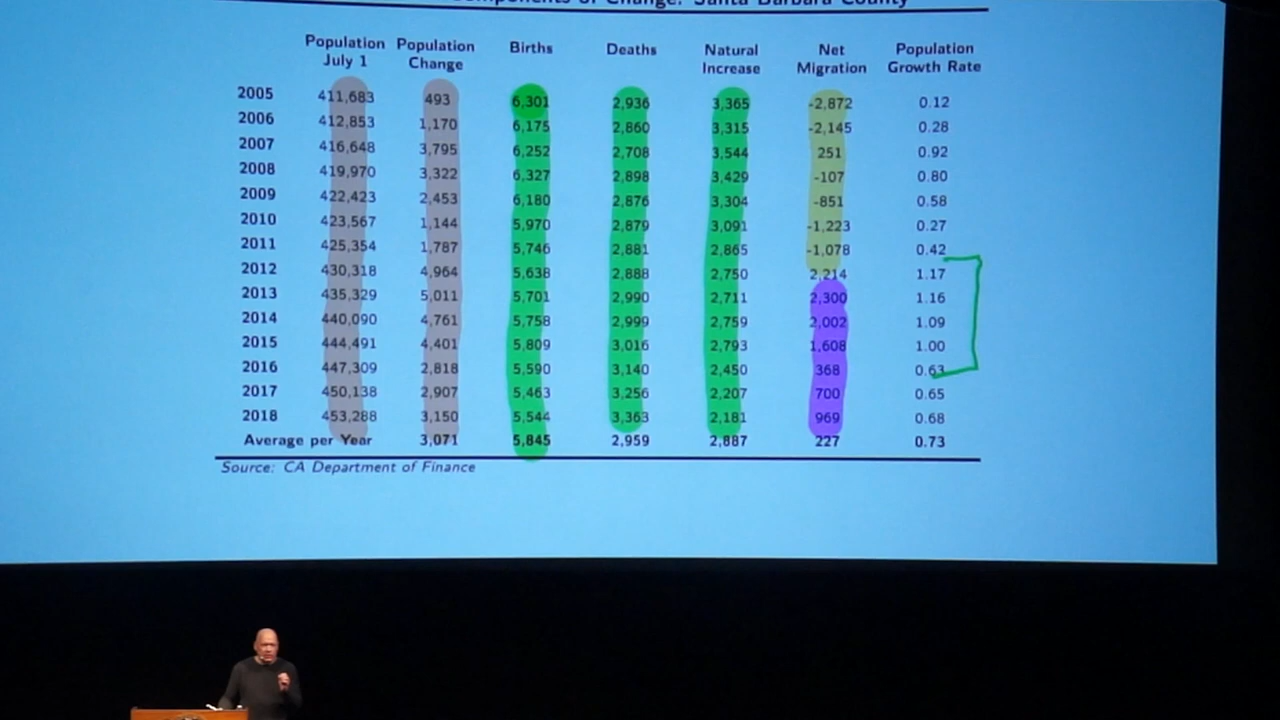 Components of Change: Santa Barbara County
Population July 1 Population Change Births Deaths Natural Increase Net Migration Population Growth Rate
2005 411,683 493 6,301 2,936 3,365 -2,872 0.12
2006 412,853 1,170 6,175 2,860 3,315 -2,145 0.28
2007 416,648 3,795 6,252 2,708 3,544 251 0.92
2008 419,970 3,322 6,327 2,898 3,429 -107 0.80
2009 422,423 2,453 6,180 2,876 3,304 -851 0.58
2010 423,567 1,144 5,970 2,879 3,091 -1,223 0.27
2011 425,354 1,787 5,746 2,881 2,865 -1,078 0.42
2012 430,318 4,964 5,638 2,888 2,750 2,214 1.17
2013 435,329 5,011 5,701 2,990 2,711 2,300 1.16
2014 440,090 4,761 5,758 2,999 2,759 2,002 1.09
2015 444,491 4,401 5,809 3,016 2,793 1,608 1.00
2016 447,309 2,818 5,590 3,140 2,450 368 0.63
2017 450,138 2,907 5,463 3,256 2,207 700 0.65
2018 453,288 3,150 5,544 3,363 2,181 969 0.68
Average per Year 3,071 5,845 2,959 2,887 227 0.73
Source: CA Department of Finance